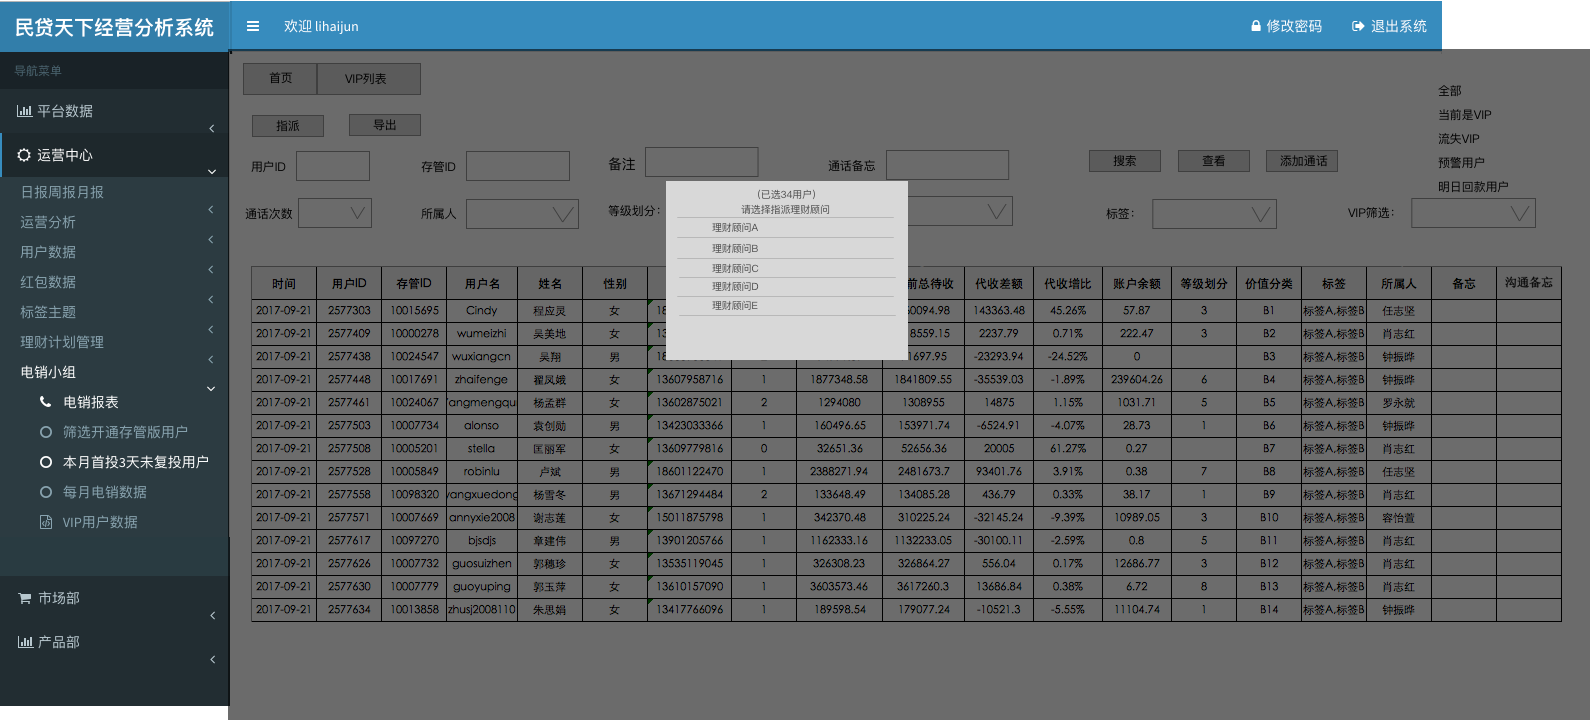 民贷天下经营分析系统
欢迎 lihaijun
修改密码
退出系统
导航菜单
平台数据
运营中心
日报周报月报
运营分析
用户数据
红包数据
标签主题
理财计划管理
电销小组
电销报表
筛选开通存管版用户
本月首投3天未复投用户
每月电销数据
VIP用户数据
市场部
产品部
首页 VIP列表
指派 导出
用户ID 存管ID 备注 通话备忘 搜索 查看 添加通话
通话次数 所属人 等级划分： 标签： VIP筛选：
全部
当前是VIP
流失VIP
预警用户
明日回款用户
(已选34用户)
请选择指派理财顾问
理财顾问A
理财顾问B
理财顾问C
理财顾问D
理财顾问E
时间 用户ID 存管ID 用户名 姓名 性别 前总待收 代收差额 代收增比 账户余额 等级划分 价值分类 标签 所属人 备忘 沟通备忘
2017-09-21 2577303 10015695 Cindy 程应灵 女 18 60094.98 143363.48 45.26% 57.87 3 B1 标签A,标签B 任志坚
2017-09-21 2577409 10000278 wumeizhi 吴美地 女 13 8559.15 2237.79 0.71% 222.47 3 B2 标签A,标签B 肖志红
2017-09-21 2577438 10024547 wuxiangcn 吴翔 男 1697.95 -23293.94 -24.52% 0 B3 标签A,标签B 钟振晔
2017-09-21 2577448 10017691 zhaifenge 翟凤娥 女 13607958716 1 1877348.58 1841809.55 -35539.03 -1.89% 239604.26 6 B4 标签A,标签B 钟振晔
2017-09-21 2577461 10024067 angmengqu 杨孟群 女 13602875021 2 1294080 1308955 14875 1.15% 1031.71 5 B5 标签A,标签B 罗永就
2017-09-21 2577503 10007734 alonso 袁创勋 男 13423033366 1 160496.65 153971.74 -6524.91 -4.07% 28.73 1 B6 标签A,标签B 钟振晔
2017-09-21 2577508 10005201 stella 匡丽军 女 13609779816 0 32651.36 52656.36 20005 61.27% 0.27 B7 标签A,标签B 肖志红
2017-09-21 2577528 10005849 robinlu 卢斌 男 18601122470 1 2388271.94 2481673.7 93401.76 3.91% 0.38 7 B8 标签A,标签B 任志坚
2017-09-21 2577558 10098320 yangxuedong 杨雪冬 男 13671294484 2 133648.49 134085.28 436.79 0.33% 38.17 1 B9 标签A,标签B 肖志红
2017-09-21 2577571 10007669 annyxie2008 谢志莲 女 15011875798 1 342370.48 310225.24 -32145.24 -9.39% 10989.05 3 B10 标签A,标签B 容怡萱
2017-09-21 2577617 10097270 bjsdjs 章建伟 男 13901205766 1 1162333.16 1132233.05 -30100.11 -2.59% 0.8 5 B11 标签A,标签B 肖志红
2017-09-21 2577626 10007732 guosuizhen 郭穗珍 女 13535119045 1 326308.23 326864.27 556.04 0.17% 12686.77 3 B12 标签A,标签B 肖志红
2017-09-21 2577630 10007779 guoyuping 郭玉萍 女 13610157090 1 3603573.46 3617260.3 13686.84 0.38% 6.72 8 B13 标签A,标签B 肖志红
2017-09-21 2577634 10013858 zhusj2008110 朱思娟 女 13417766096 1 189598.54 179077.24 -10521.3 -5.55% 11104.74 1 B14 标签A,标签B 钟振晔